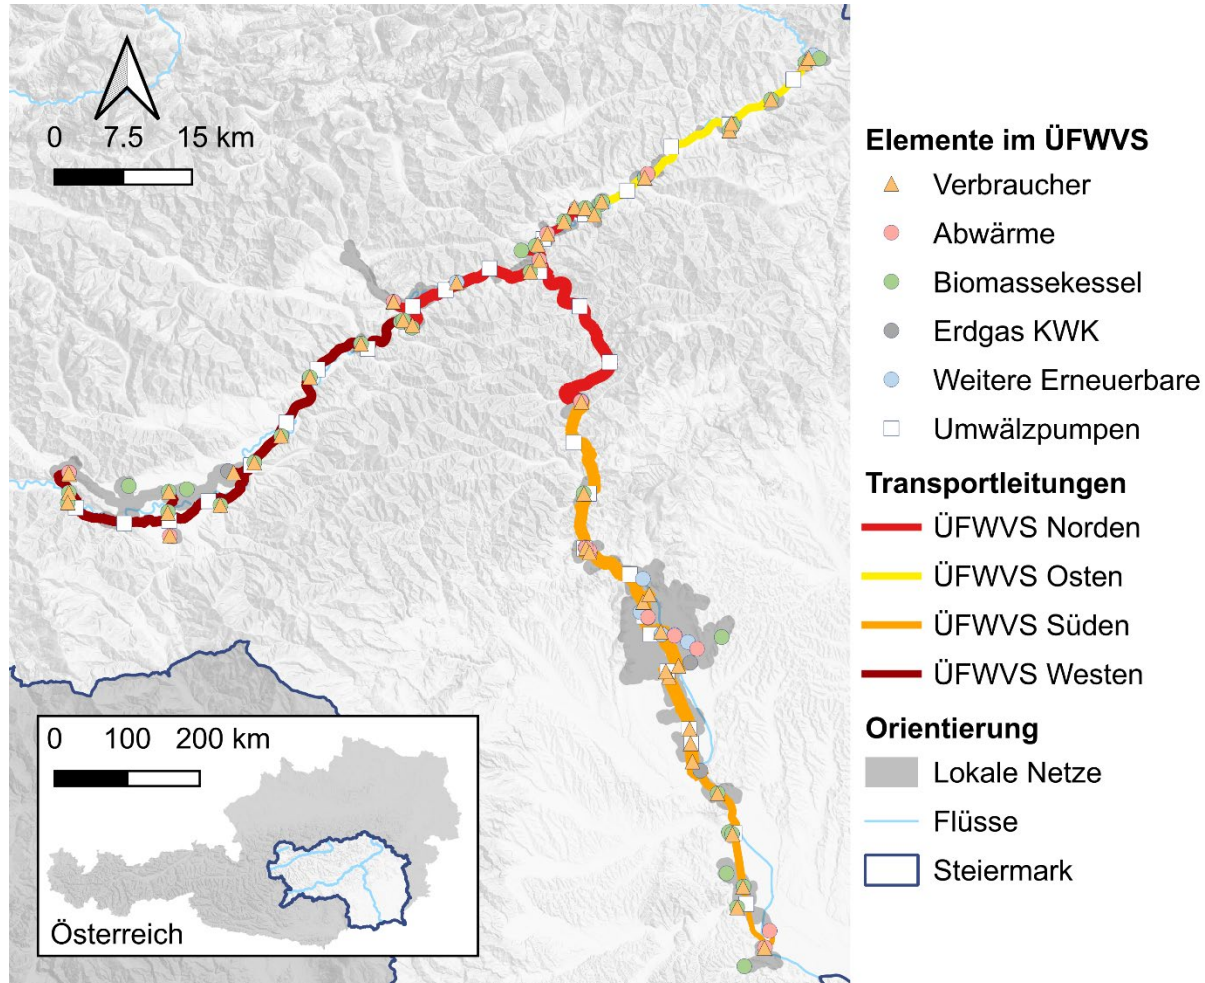 0 7.5 15 km
Elemente im ÜFWVS
Verbraucher
Abwärme
Biomassekessel
Erdgas KWK
Weitere Erneuerbare
Umwälzpumpen
Transportleitungen
ÜFWVS Norden
ÜFWVS Osten
ÜFWVS Süden
ÜFWVS Westen
Orientierung
Lokale Netze
Flüsse
Steiermark
0 100 200 km
Österreich